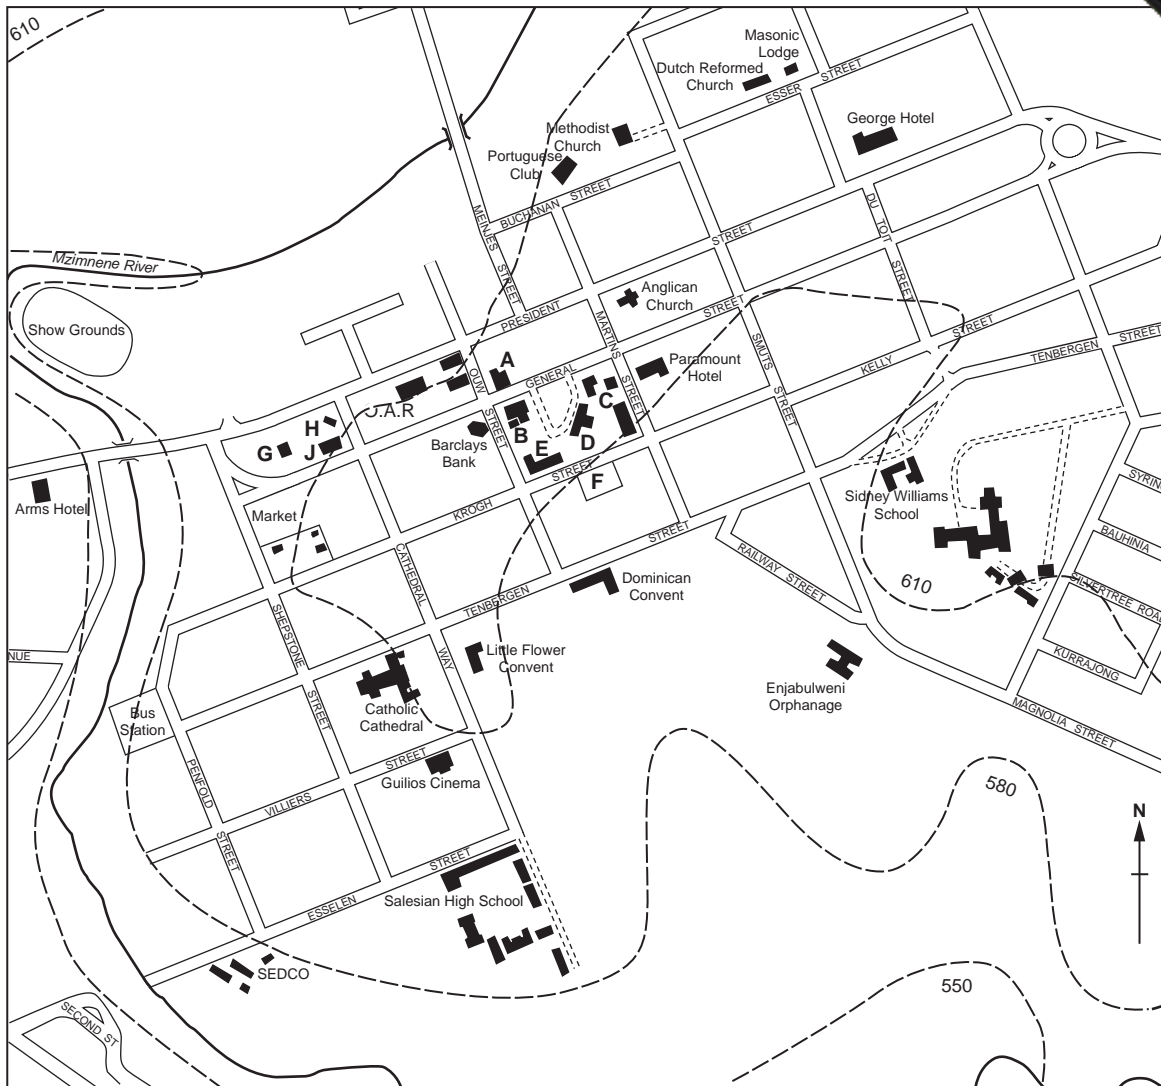 610
Masonic
Lodge
Dutch Reformed
Church
ESSER
STREET
George Hotel
Methodist
Church
Portuguese
Club
BUCHANAN
STREET
MEINJES
STREET
DU TOIT
STREET
STREET
Mzimnene River
Show Grounds
PRESIDENT
Anglican
Church
STREET
MARTINS
STREET
SMUTS
STREET
Paramount
Hotel
KELLY
STREET
TENBERGEN
STREET
A
GENERAL
OUW
STREET
C
B
D
E
F
G
H
J
Barclays
Bank
STREET
KROGH
Arms Hotel
Market
Sidney Williams
School
SYRIN
BAUHINIA
SILVERTREE ROAD
KURRAJONG
MAGNOLIA STREET
610
STREET
RAILWAY STREET
CATHEDRAL
WAY
TENBERGEN
Dominican
Convent
SHEPSTONE
STREET
NUE
Little Flower
Convent
Enjabulweni
Orphanage
Catholic
Cathedral
Bus
Station
PENFOLD
STREET
STREET
VILLIERS
Guilios Cinema
580
N
STREET
ESSELEN
Salesian High School
SEDCO
550
SECOND ST